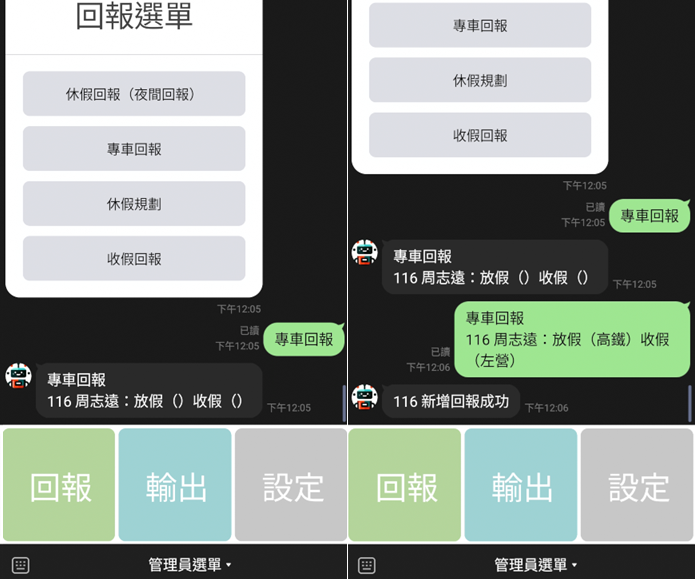 回報選單
休假回報（夜間回報）
專車回報
休假規劃
收假回報
下午12:05
已讀
下午12:05
專車回報
專車回報
116 周志遠：放假（）收假（）
下午12:05
回報
輸出
設定
管理員選單
專車回報
休假規劃
收假回報
下午12:05
已讀
下午12:05
專車回報
專車回報
116 周志遠：放假（）收假（）
下午12:05
專車回報
116 周志遠：放假（高鐵）收假
（左營）
已讀
下午12:06
116 新增回報成功
下午12:06
回報
輸出
設定
管理員選單